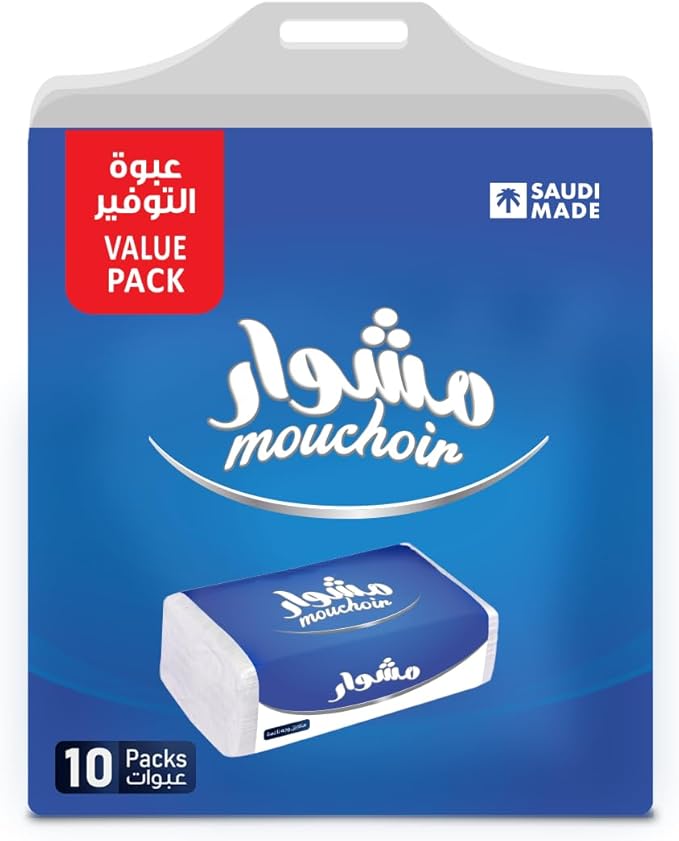 عبوة
التوفير
VALUE
PACK
SAUDI
MADE
مشوار
mouchoir
مشوار
mouchoir
مشوار
10 Packs
عبوات